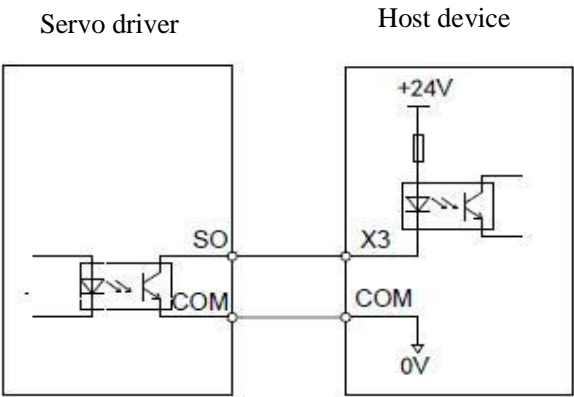 Servo driver
Host device
+24V
SO
X3
COM
COM
0V